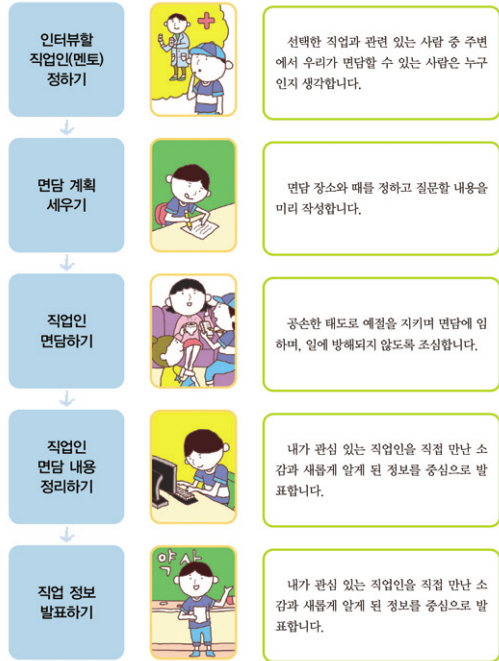 인터뷰할
직업인(멘토)
정하기
선택한 직업과 관련 있는 사람 중 주변
에서 우리가 면담할 수 있는 사람은 누구
인지 생각합니다.
면담 계획
세우기
면담 장소와 때를 정하고 질문할 내용을
미리 작성합니다.
직업인
면담하기
공손한 태도로 예절을 지키며 면담에 임
하며, 일에 방해되지 않도록 조심합니다.
직업인
면담 내용
정리하기
내가 관심 있는 직업인을 직접 만난 소
감과 새롭게 알게 된 정보를 중심으로 발
표합니다.
직업 정보
발표하기
약사
내가 관심 있는 직업인을 직접 만난 소
감과 새롭게 알게 된 정보를 중심으로 발
표합니다.